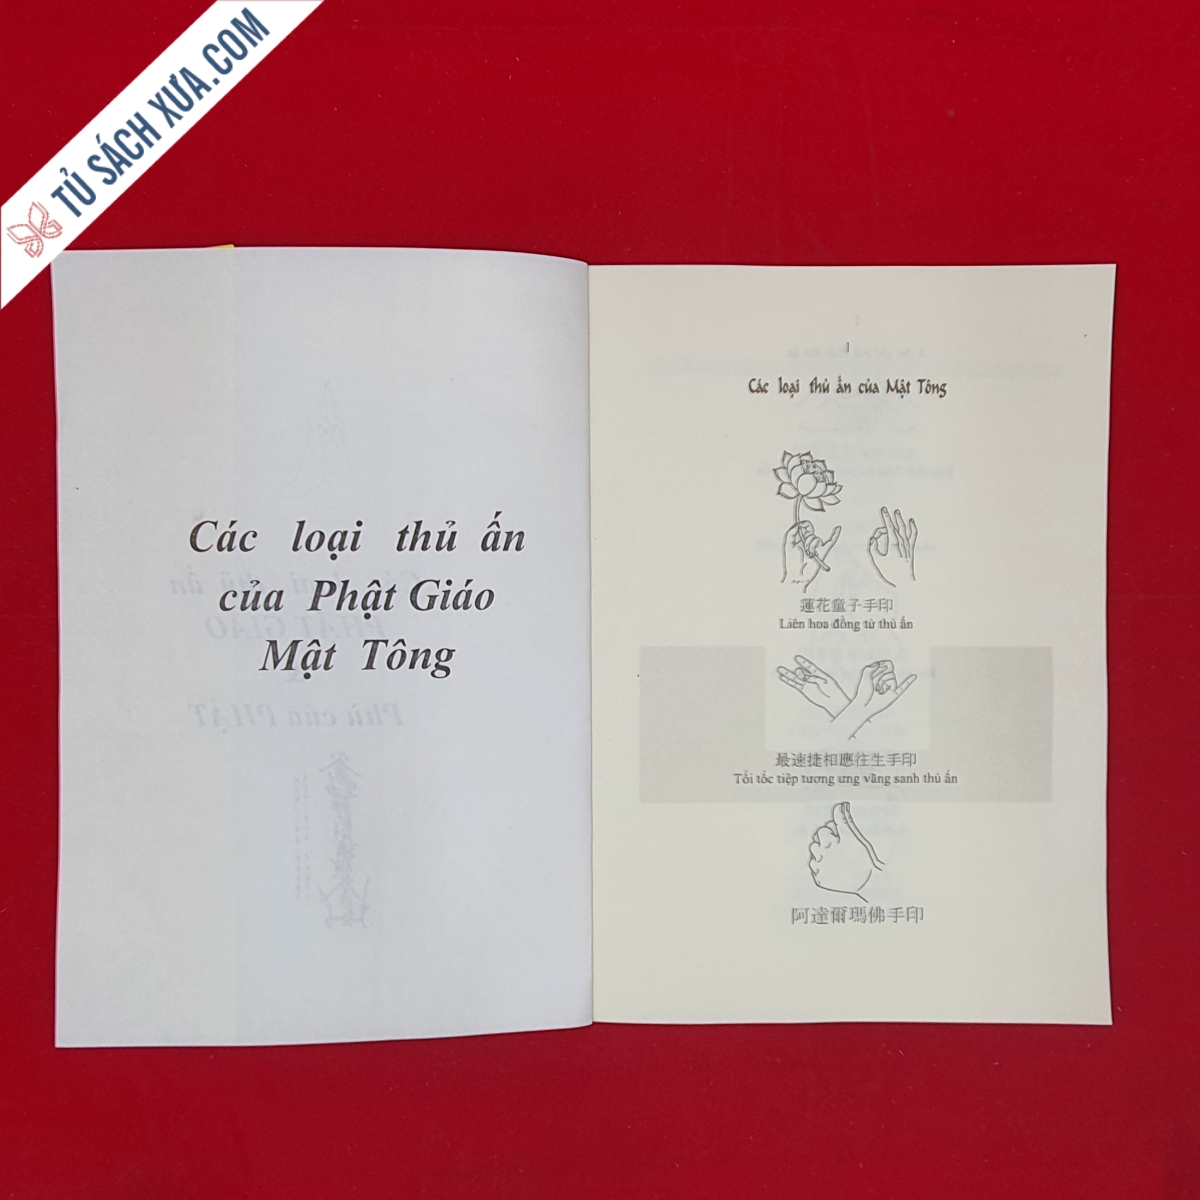 TỦ SÁCH XƯA.COM
Các loại thủ ấn
của Phật Giáo
Mật Tông
1
Các loại thủ ấn của Mật Tông
蓮花童子手印
Liên hoa đồng tử thủ ấn
最速捷相應往生手印
Tối tốc tiệp tương ưng vãng sanh thủ ấn
阿達爾瑪佛手印